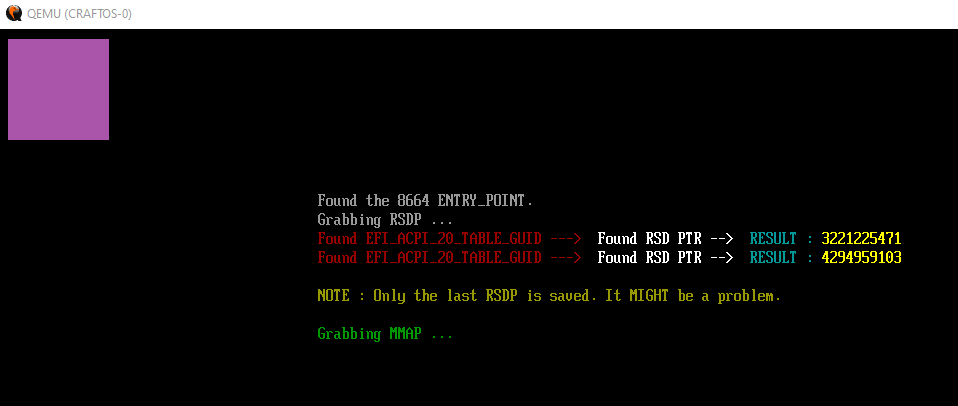 QEMU (CRAFTOS-0)
Found the 8664 ENTRY_POINT.
Grabbing RSDP ...
Found EFI_ACPI_20_TABLE_GUID ---> Found RSD PTR --> RESULT : 3221225471
Found EFI_ACPI_20_TABLE_GUID ---> Found RSD PTR --> RESULT : 4294959103
NOTE : Only the last RSDP is saved. It MIGHT be a problem.
Grabbing MMAP ...